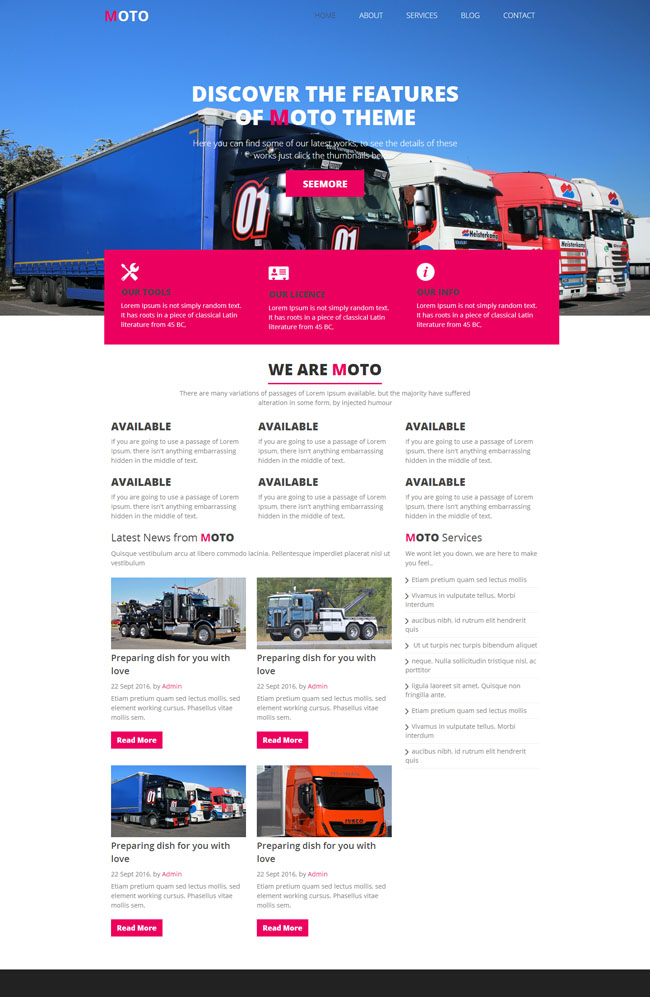 MOTO
HOME ABOUT SERVICES BLOG CONTACT
DISCOVER THE FEATURES
OF MOTO THEME
Here you can find some of our latest works, to see the details of these
works just click the thumbnails
SEEMORE
01
01
Heisterkamp
Heisterkamp
OUR TOOLS
Lorem Ipsum is not simply random text.
It has roots in a piece of classical Latin
literature from 45 BC,
OUR LICENCE
Lorem Ipsum is not simply random text.
It has roots in a piece of classical Latin
literature from 45 BC,
OUR INFO
Lorem Ipsum is not simply random text.
It has roots in a piece of classical Latin
literature from 45 BC,
WE ARE MOTO
There are many variations of passages of Lorem Ipsum available, but the majority have suffered
alteration in some form, by injected humour
AVAILABLE
If you are going to use a passage of Lorem
Ipsum, there isn't anything embarrassing
hidden in the middle of text.
AVAILABLE
If you are going to use a passage of Lorem
Ipsum, there isn't anything embarrassing
hidden in the middle of text.
AVAILABLE
If you are going to use a passage of Lorem
Ipsum, there isn't anything embarrassing
hidden in the middle of text.
AVAILABLE
If you are going to use a passage of Lorem
Ipsum, there isn't anything embarrassing
hidden in the middle of text.
AVAILABLE
If you are going to use a passage of Lorem
Ipsum, there isn't anything embarrassing
hidden in the middle of text.
AVAILABLE
If you are going to use a passage of Lorem
Ipsum, there isn't anything embarrassing
hidden in the middle of text.
Latest News from MOTO
Quisque vestibulum arcu at libero commodo lacinia. Pellentesque imperdiet placerat nisl ut
vestibulum
Preparing dish for you with
love
22 Sept 2016, by Admin
Etiam pretium quam sed lectus mollis, sed
element working cursus. Phasellus vitae
mollis sem.
Read More
Preparing dish for you with
love
22 Sept 2016, by Admin
Etiam pretium quam sed lectus mollis, sed
element working cursus. Phasellus vitae
mollis sem.
Read More
01
Preparing dish for you with
love
22 Sept 2016, by Admin
Etiam pretium quam sed lectus mollis, sed
element working cursus. Phasellus vitae
mollis sem.
Read More
IVECO
Preparing dish for you with
love
22 Sept 2016, by Admin
Etiam pretium quam sed lectus mollis, sed
element working cursus. Phasellus vitae
mollis sem.
Read More
MOTO Services
We wont let you down, we are here to make
you feel..
Etiam pretium quam sed lectus mollis
Vivamus in vulputate tellus. Morbi
interdum
aucibus nibh, id rutrum elit hendrerit
quis
Ut ut turpis nec turpis bibendum aliquet
neque. Nulla sollicitudin tristique nisl, ac
porttitor
ligula laoreet sit amet. Quisque non
fringilla ante.
Etiam pretium quam sed lectus mollis
Vivamus in vulputate tellus. Morbi
interdum
aucibus nibh, id rutrum elit hendrerit
quis